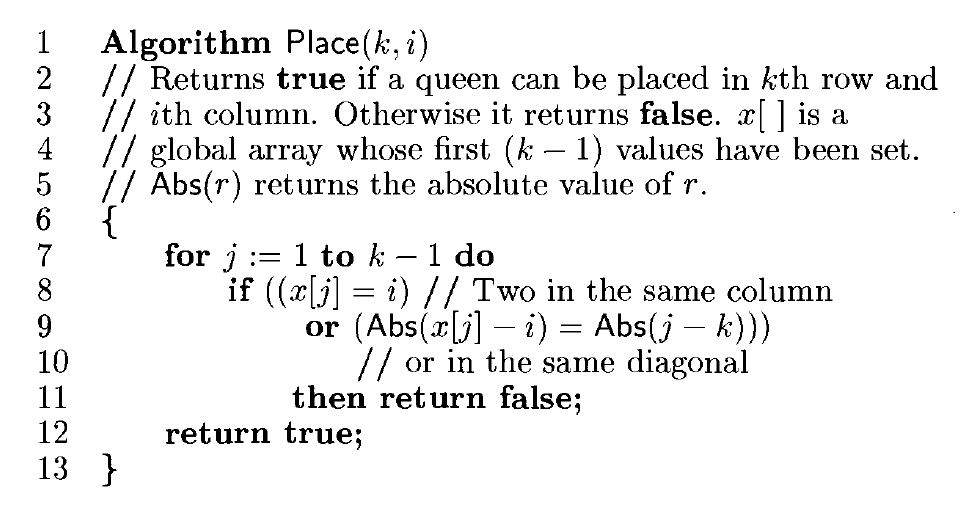 1 Algorithm Place(k, i)
2 // Returns true if a queen can be placed in kth row and
3 // ith column. Otherwise it returns false. x[ ] is a
4 // global array whose first (k − 1) values have been set.
5 // Abs(r) returns the absolute value of r.
6 {
7 for j := 1 to k − 1 do
8 if ((x[j] = i) // Two in the same column
9 or (Abs(x[j] − i) = Abs(j − k)))
10 // or in the same diagonal
11 then return false;
12 return true;
13 }